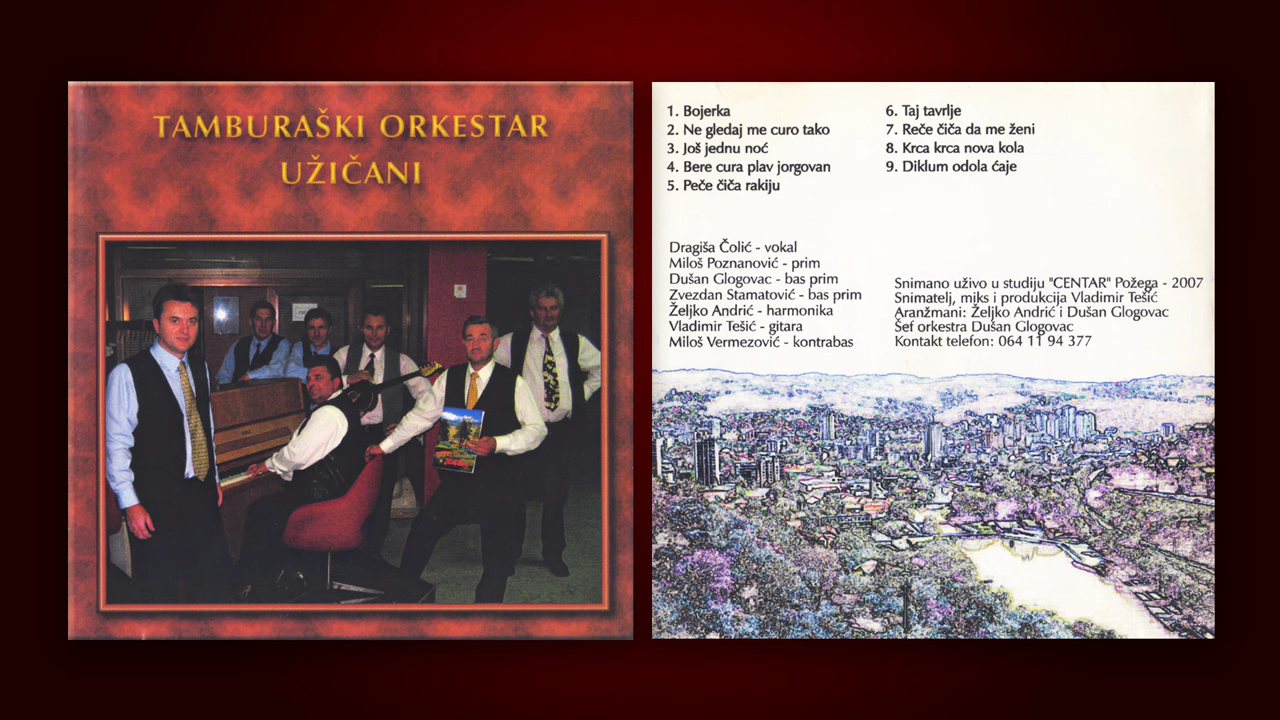 TAMBURAŠKI ORKESTAR
UŽIČANI
1. Bojerka
2. Ne gledaj me curo tako
3. Još jednu noć
4. Bere cura plav jorgovan
5. Peče čiča rakiju
6. Taj tavrlje
7. Reče čiča da me ženi
8. Krca krca nova kola
9. Diklum odola ćaje
Dragiša Čolić - vokal
Miloš Poznanović - prim
Dušan Glogovac - bas prim
Zvezdan Stamatović - bas prim
Željko Andrić - harmonika
Vladimir Tešić - gitara
Miloš Vermezović - kontrabas
Snimano uživo u studiju "CENTAR" Požega - 2007
Snimatelj, miks i produkcija Vladimir Tešić
Aranžmani: Željko Andrić i Dušan Glogovac
Šef orkestra Dušan Glogovac
Kontakt telefon: 064 11 94 377